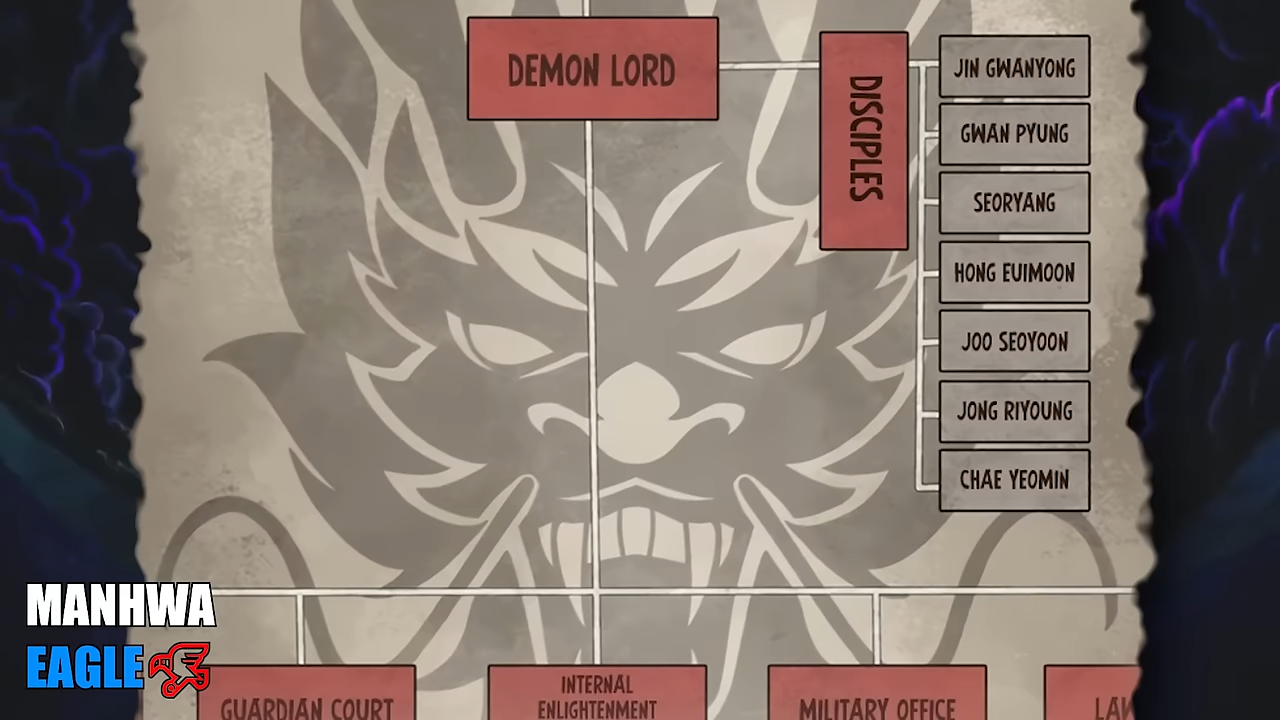 DEMON LORD
DISCIPLES
JIN GWANYONG
GWAN PYUNG
SEORYANG
HONG EUIMOON
JOO SEOYOON
JONG RIYOUNG
CHAE YEOMIN
MANHWA
EAGLE
GUARDIAN COURT
INTERNAL
ENLIGHTENMENT
MILITARY OFFICE